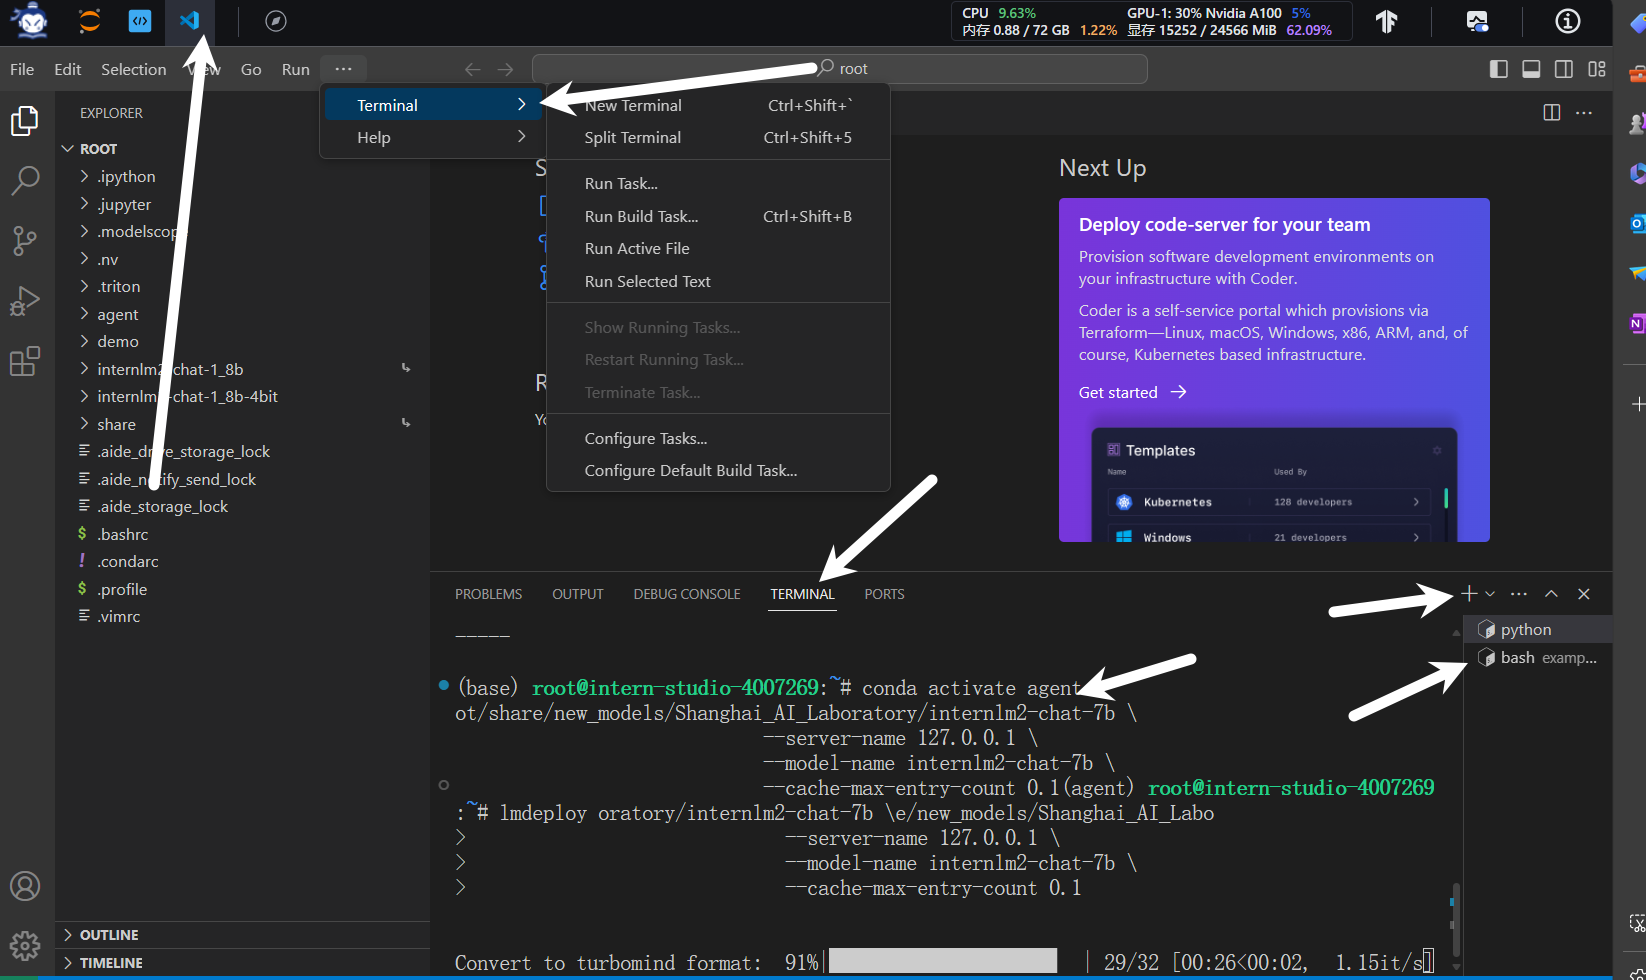 CPU 9.63% GPU-1: 30% Nvidia A100 5%
内存 0.88 / 72 GB 1.22% 显存 15252 / 24566 MiB 62.09%
File Edit Selection View Go Run ··· root
Terminal
Help
New Terminal Ctrl+Shift+`
Split Terminal Ctrl+Shift+5
Run Task...
Run Build Task... Ctrl+Shift+B
Run Active File
Run Selected Text
Show Running Tasks...
Restart Running Task...
Terminate Task...
Configure Tasks...
Configure Default Build Task...
EXPLORER
ROOT
.ipython
.jupyter
.modelscop
.nv
.triton
agent
demo
internlm2-chat-1_8b
internlm2-chat-1_8b-4bit
share
.aide_drive_storage_lock
.aide_notify_send_lock
.aide_storage_lock
$ .bashrc
! .condarc
$ .profile
.vimrc
OUTLINE
TIMELINE
S
R
Yo
Next Up
Deploy code-server for your team
Provision software development environments on
your infrastructure with Coder.
Coder is a self-service portal which provisions via
Terraform—Linux, macOS, Windows, x86, ARM, and, of
course, Kubernetes based infrastructure.
Get started →
Templates
Name Used By
Kubernetes 128 developers
Windows 21 developers
PROBLEMS OUTPUT DEBUG CONSOLE TERMINAL PORTS
python
bash examp...
-----
(base) root@intern-studio-4007269:~# conda activate agent
ot/share/new_models/Shanghai_AI_Laboratory/internlm2-chat-7b \
--server-name 127.0.0.1 \
--model-name internlm2-chat-7b \
--cache-max-entry-count 0.1(agent) root@intern-studio-4007269
:~# lmdeploy oratory/internlm2-chat-7b \e/new_models/Shanghai_AI_Labo
> --server-name 127.0.0.1 \
> --model-name internlm2-chat-7b \
> --cache-max-entry-count 0.1
Convert to turbomind format: 91%| | 29/32 [00:26<00:02, 1.15it/s]